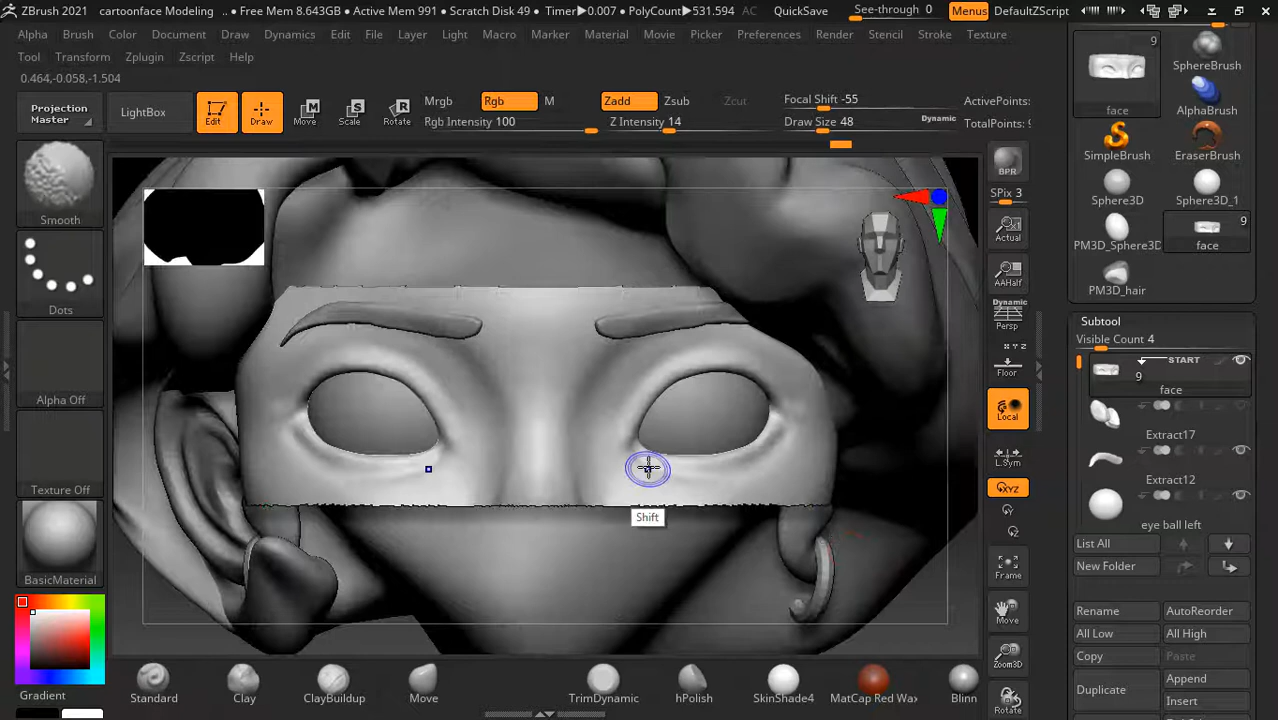 ZBrush 2021 cartoonface Modeling .. • Free Mem 8.643GB • Active Mem 991 • Scratch Disk 49 • Timer▶0.007 • PolyCount▶531.594 AC QuickSave See-through 0 Menus DefaultZScript
Alpha Brush Color Document Draw Dynamics Edit File Layer Light Macro Marker Material Movie Picker Preferences Render Stencil Stroke Texture
Tool Transform Zplugin Zscript Help
0.464,-0.058,-1.504
Projection Master
LightBox
Edit Draw Move Scale Rotate
Mrgb Rgb M
Rgb Intensity 100
Zadd Zsub Zcut
Z Intensity 14
Focal Shift -55
Draw Size 48 Dynamic
ActivePoints:
TotalPoints: 9
Smooth
Dots
Alpha Off
Texture Off
BasicMaterial
Gradient
Shift
Standard Clay ClayBuildup Move TrimDynamic hPolish SkinShade4 MatCap Red Wax Blinn
BPR
SPix 3
Actual
AAHalf
Dynamic
Persp
X Y Z
Floor
Local
L.Sym
XYZ
Y
Z
Frame
Move
Zoom3D
Rotate
9
face SphereBrush
AlphaBrush
SimpleBrush EraserBrush
Sphere3D Sphere3D_1
9
PM3D_Sphere3D face
PM3D_hair
Subtool
Visible Count 4
START
9
face
Extract17
Extract12
eye ball left
List All
New Folder
Rename AutoReorder
All Low All High
Copy Paste
Duplicate Append
Insert